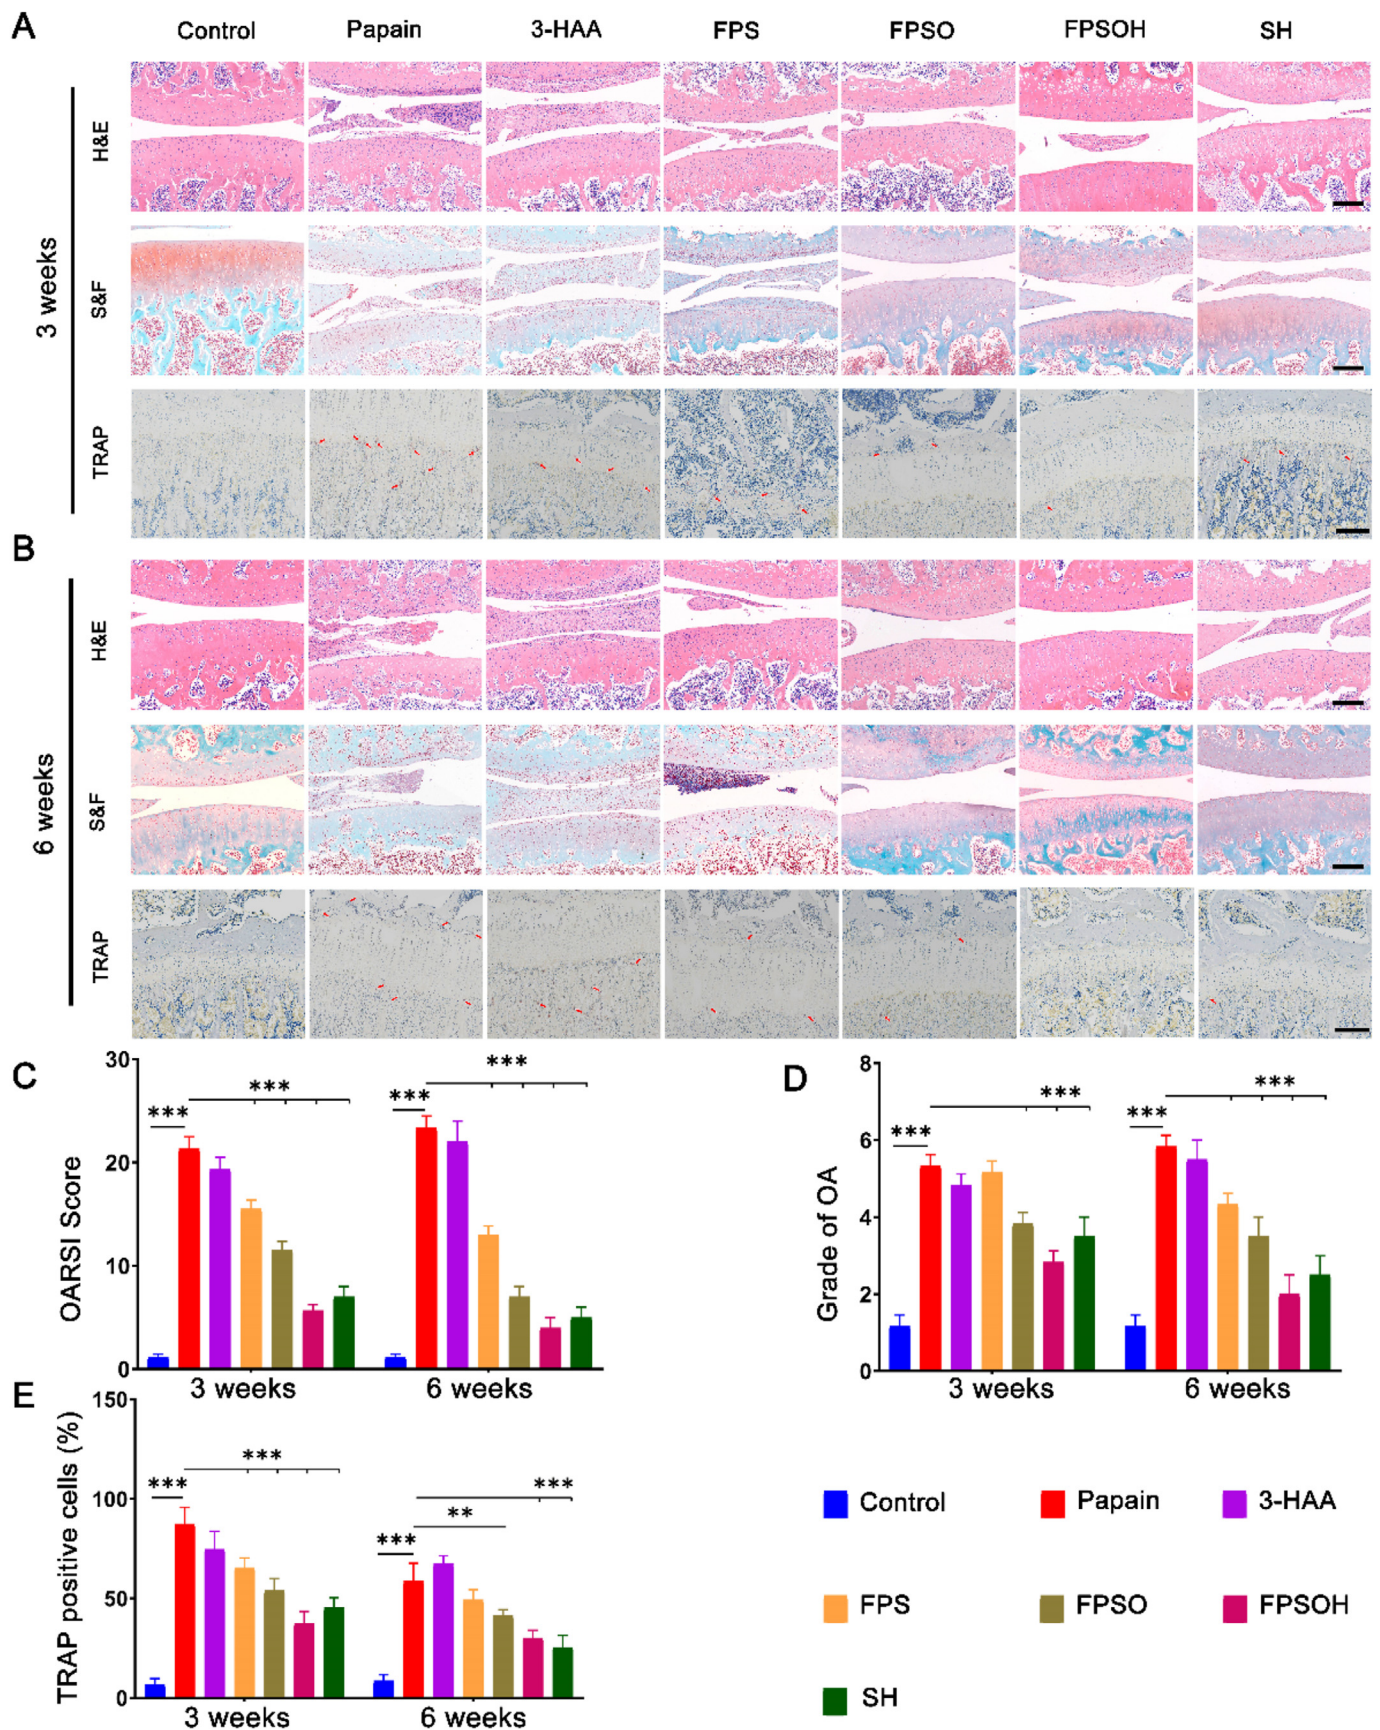 A
Control Papain 3-HAA FPS FPSO FPSOH SH
3 weeks
H&E
S&F
TRAP
B
6 weeks
H&E
S&F
TRAP
C
OARSI Score
30
20
10
0
*** ***
*** ***
3 weeks 6 weeks
D
Grade of OA
8
6
4
2
0
*** ***
*** ***
3 weeks 6 weeks
E
TRAP positive cells (%)
150
100
50
0
*** ***
*** ** ***
3 weeks 6 weeks
Control Papain 3-HAA
FPS FPSO FPSOH
SH